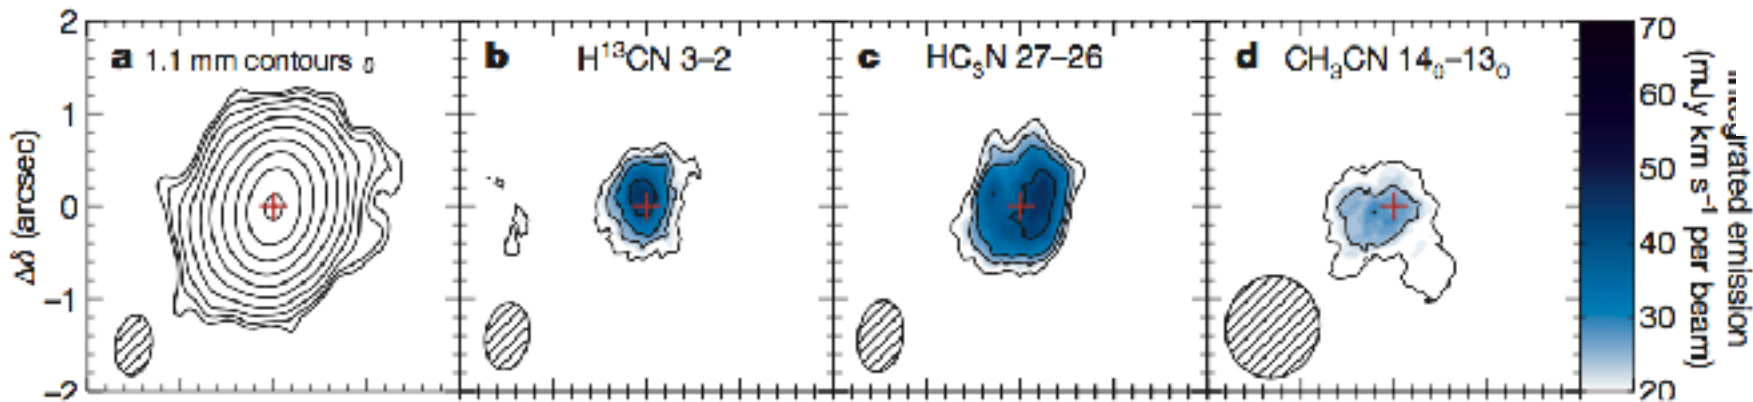 a 1.1 mm contours
b H¹³CN 3–2
c HC₃N 27–26
d CH₃CN 14₀–13₀
Δδ (arcsec)
2
1
0
−1
−2
70
60
50
40
30
20
Integrated emission
(mJy km s⁻¹ per beam)